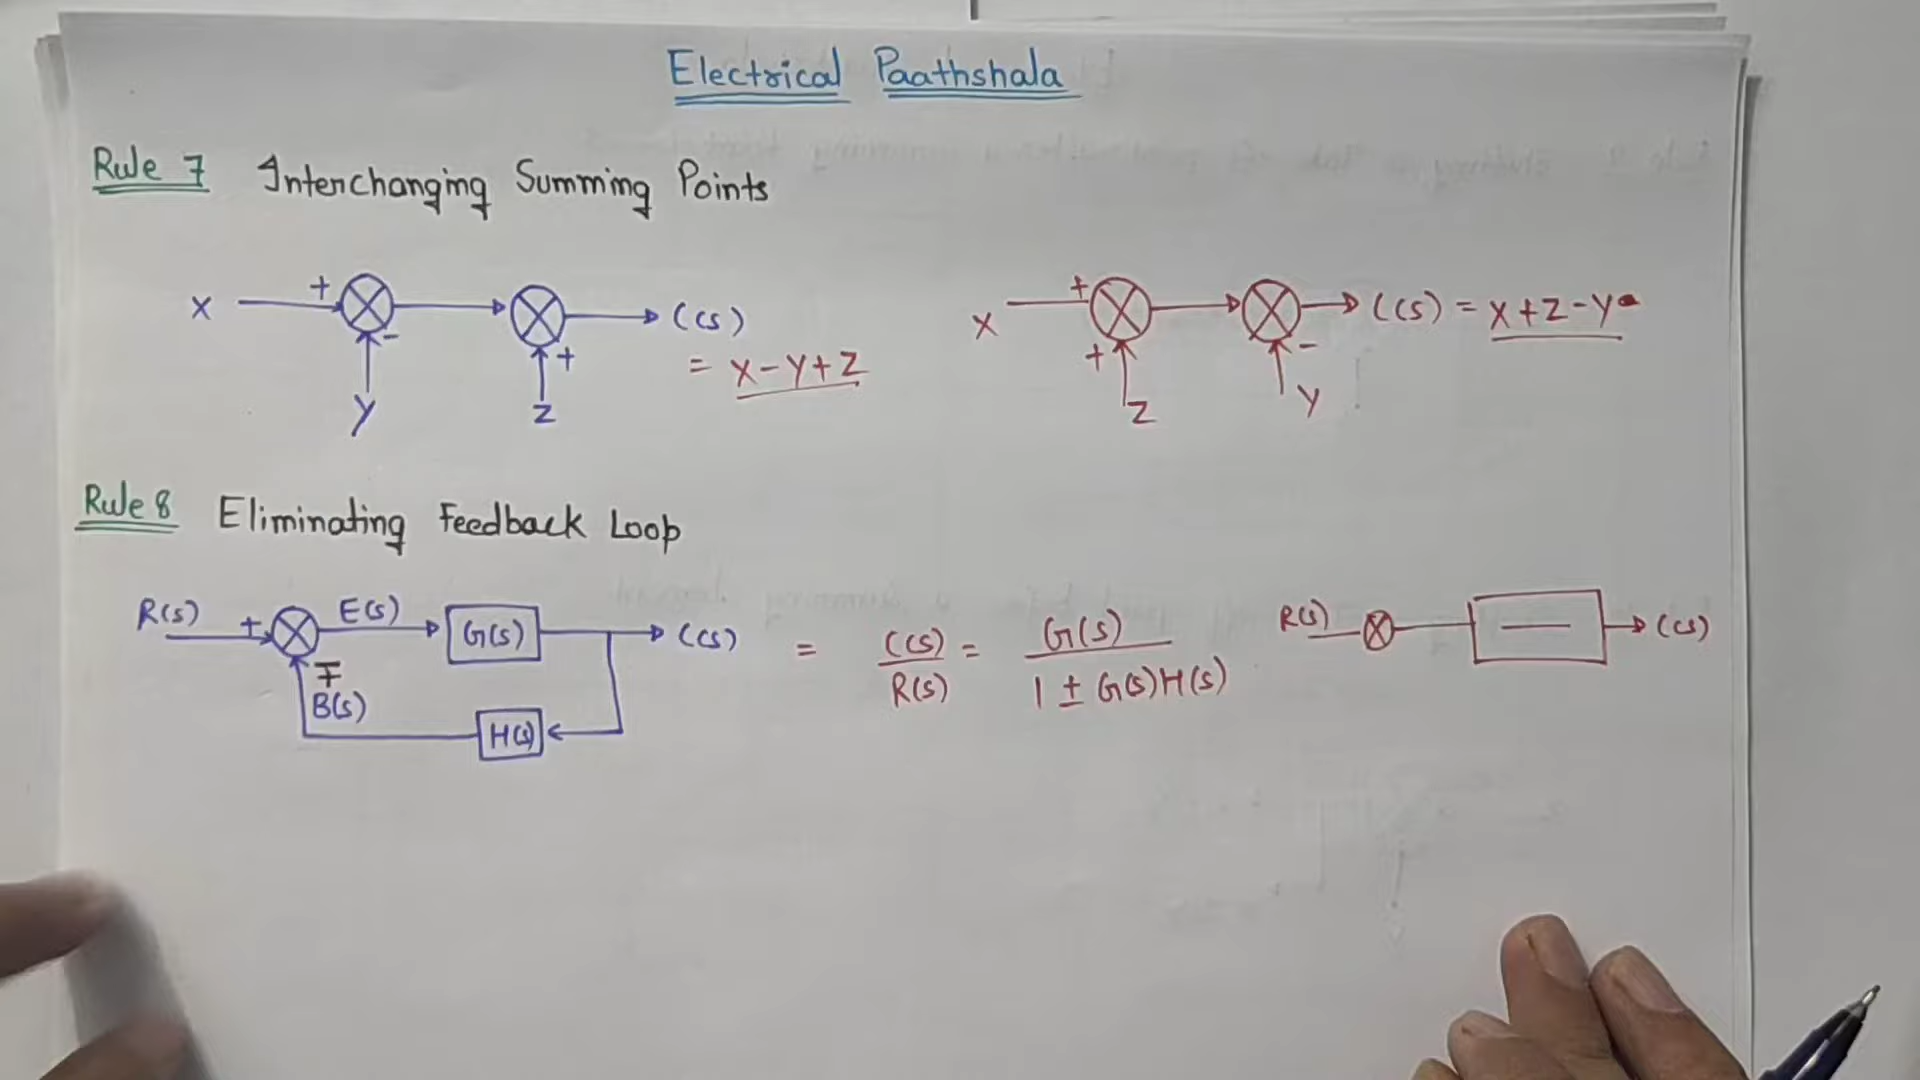 Electrical Paathshala
Rule 7 Interchanging Summing Points
X + - Y + Z C(s)
= X-Y+Z
X + + Z - Y C(s) = X+Z-Y
Rule 8 Eliminating Feedback Loop
R(s) + E(s) G(s) C(s)
∓ B(s) H(s)
= C(s)/R(s) = G(s)/1 ± G(s)H(s)
R(s) C(s)